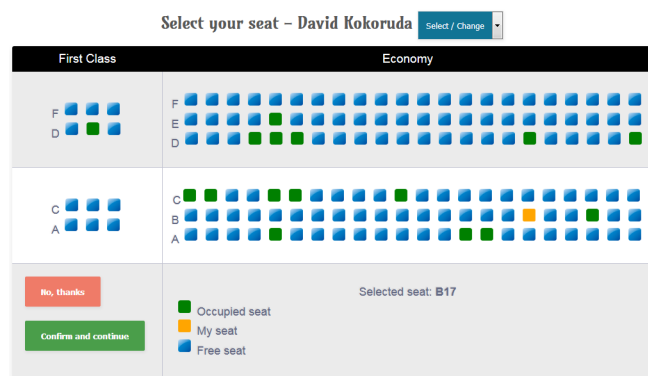 Select your seat – David Kokoruda Select / Change
First Class Economy
F F
E
D D
C C
B
A A
No, thanks
Confirm and continue
Selected seat: B17
Occupied seat
My seat
Free seat